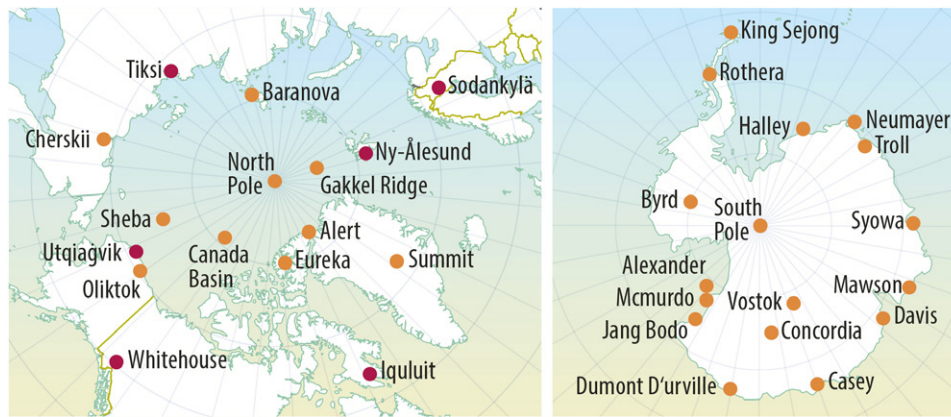 Tiksi
Baranova
Sodankylä
Cherskii
Ny-Ålesund
North
Pole
Gakkel Ridge
Sheba
Utqiagvik
Canada
Basin
Alert
Eureka
Summit
Oliktok
Whitehouse
Iquluit
King Sejong
Rothera
Halley
Neumayer
Troll
Byrd
South
Pole
Syowa
Alexander
Mcmurdo
Vostok
Mawson
Jang Bodo
Concordia
Davis
Dumont D'urville
Casey